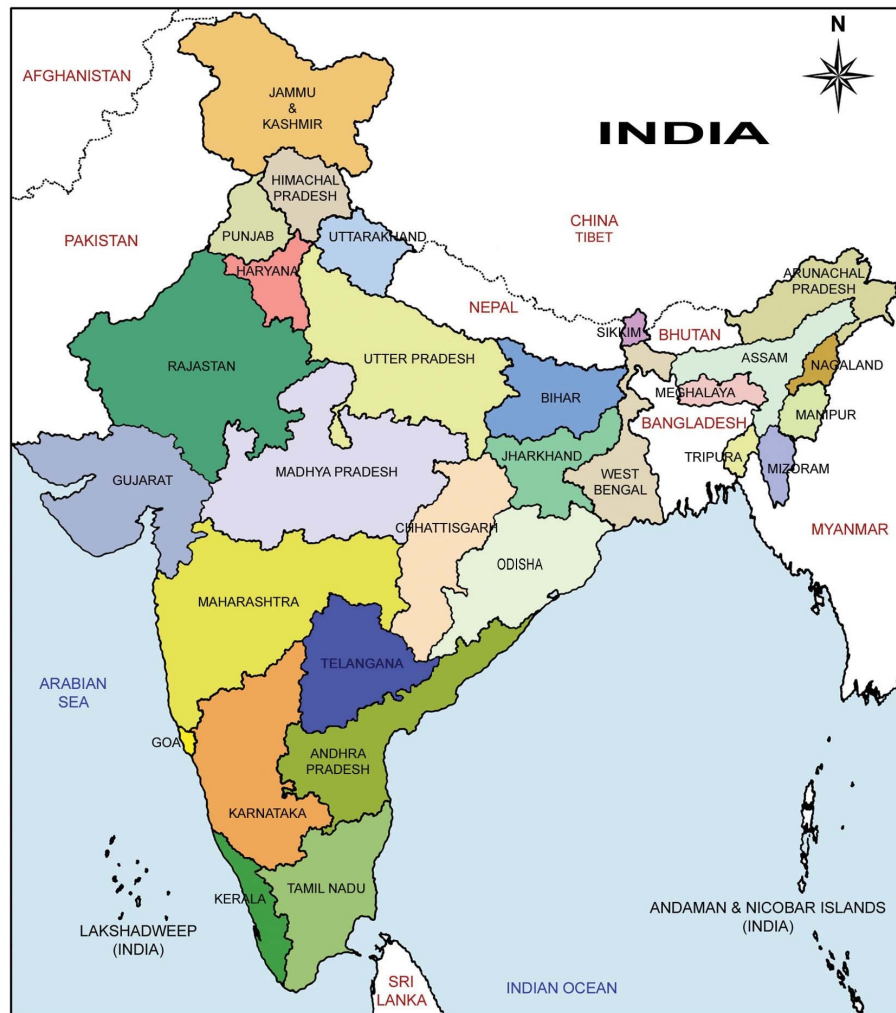 N
AFGHANISTAN
JAMMU
&
KASHMIR
INDIA
HIMACHAL
PRADESH
PAKISTAN
PUNJAB
UTTARAKHAND
CHINA
TIBET
HARYANA
NEPAL
ARUNACHAL
PRADESH
SIKKIM
BHUTAN
RAJASTAN
UTTER PRADESH
ASSAM
NAGALAND
BIHAR
MEGHALAYA
MANIPUR
BANGLADESH
GUJARAT
MADHYA PRADESH
JHARKHAND
WEST
BENGAL
TRIPURA
MIZORAM
CHHATTISGARH
MYANMAR
ODISHA
MAHARASHTRA
TELANGANA
ARABIAN
SEA
GOA
ANDHRA
PRADESH
KARNATAKA
KERALA
TAMIL NADU
LAKSHADWEEP
(INDIA)
ANDAMAN & NICOBAR ISLANDS
(INDIA)
SRI
LANKA
INDIAN OCEAN